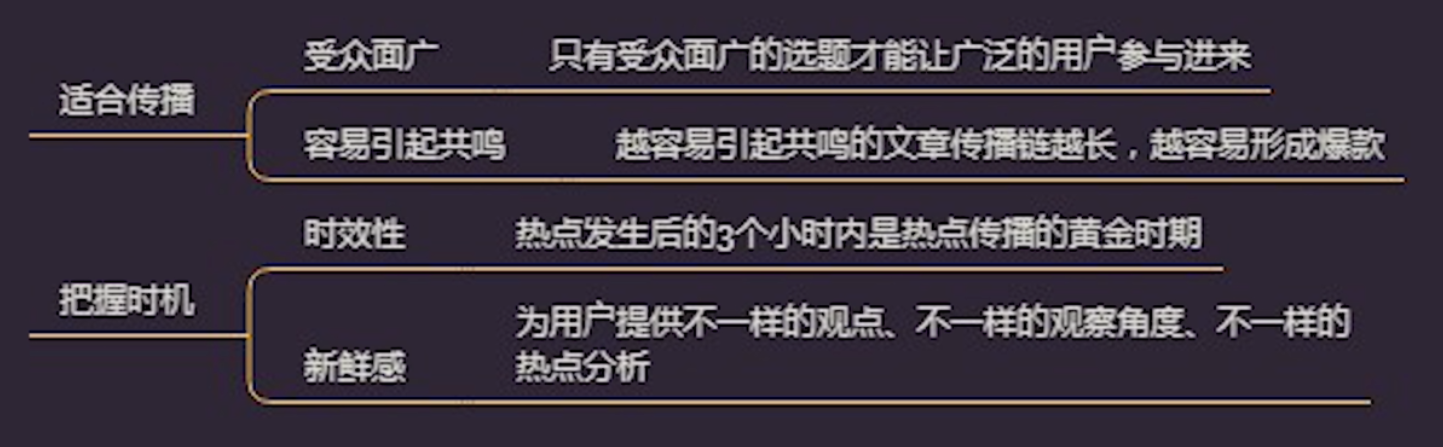 适合传播
受众面广 只有受众面广的选题才能让广泛的用户参与进来
容易引起共鸣 越容易引起共鸣的文章传播链越长，越容易形成爆款
把握时机
时效性 热点发生后的3个小时内是热点传播的黄金时期
新鲜感 为用户提供不一样的观点、不一样的观察角度、不一样的
热点分析